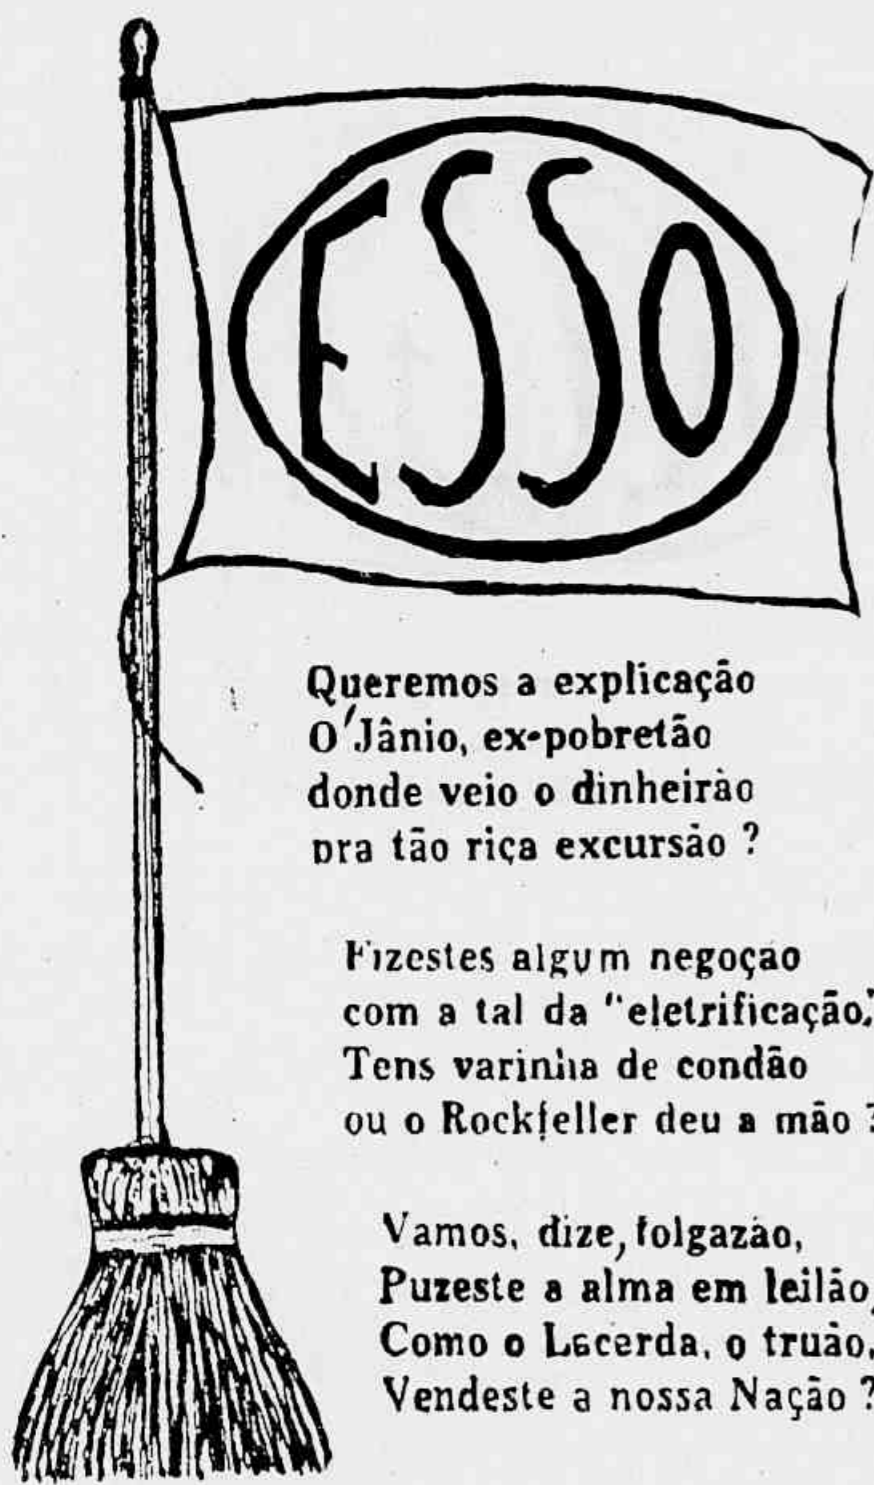 ESSO
Queremos a explicação
O'Jânio, ex-pobretão
donde veio o dinheirão
pra tão riça excursão ?
Fizestes algum negoção
com a tal da "eletrificação."
Tens varinha de condão
ou o Rockfeller deu a mão ?
Vamos, dize, folgazão,
Puzeste a alma em leilão,
Como o Lacerda, o truão,
Vendeste a nossa Nação ?